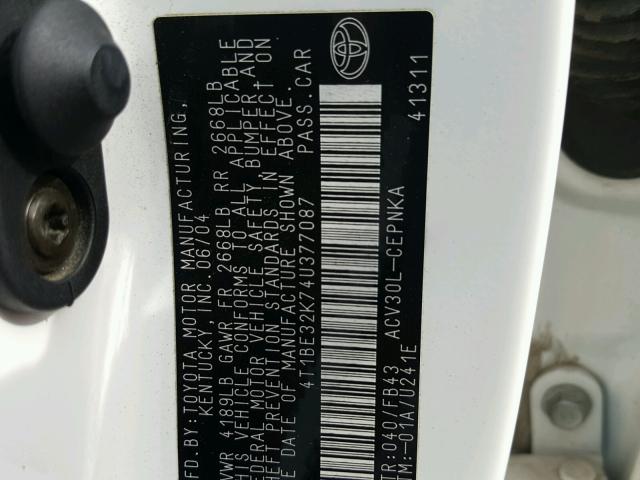 MFD.BY: TOYOTA MOTOR MANUFACTURING,
KENTUCKY, INC. 06/04
GVWR 4189LB GAWR FR 2668LB RR 2668LB
THIS VEHICLE CONFORMS TO ALL APPLICABLE
FEDERAL MOTOR VEHICLE SAFETY, BUMPER, AND
THEFT PREVENTION STANDARDS IN EFFECT ON
THE DATE OF MANUFACTURE SHOWN ABOVE.
4T1BE32K74U377087 PASS.CAR
ACV30L-CEPNKA 41311
TR: 040/FB43
TM: -01A/U241E